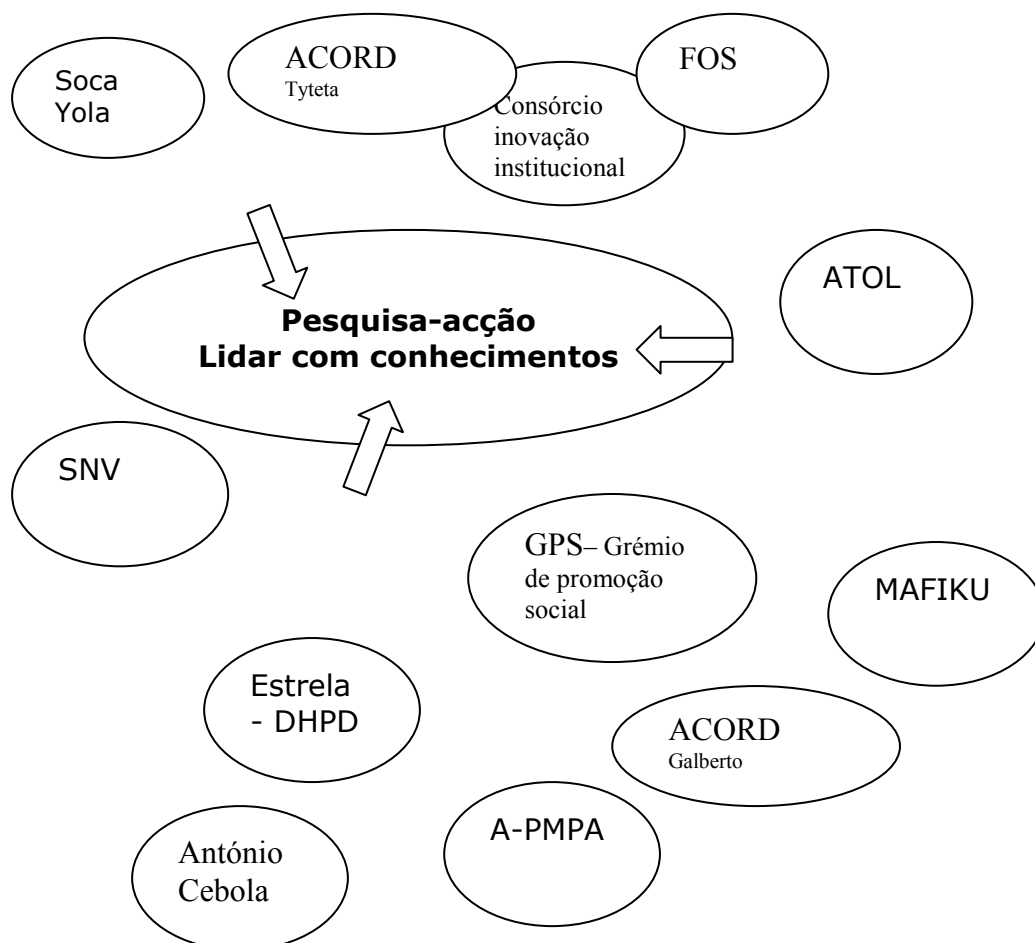 Soca
Yola
ACORD
Tyteta
FOS
Consórcio
inovação
institucional
ATOL
Pesquisa-acção
Lidar com conhecimentos
SNV
GPS– Grémio
de promoção
social
MAFIKU
Estrela
- DHPD
ACORD
Galberto
A-PMPA
António
Cebola